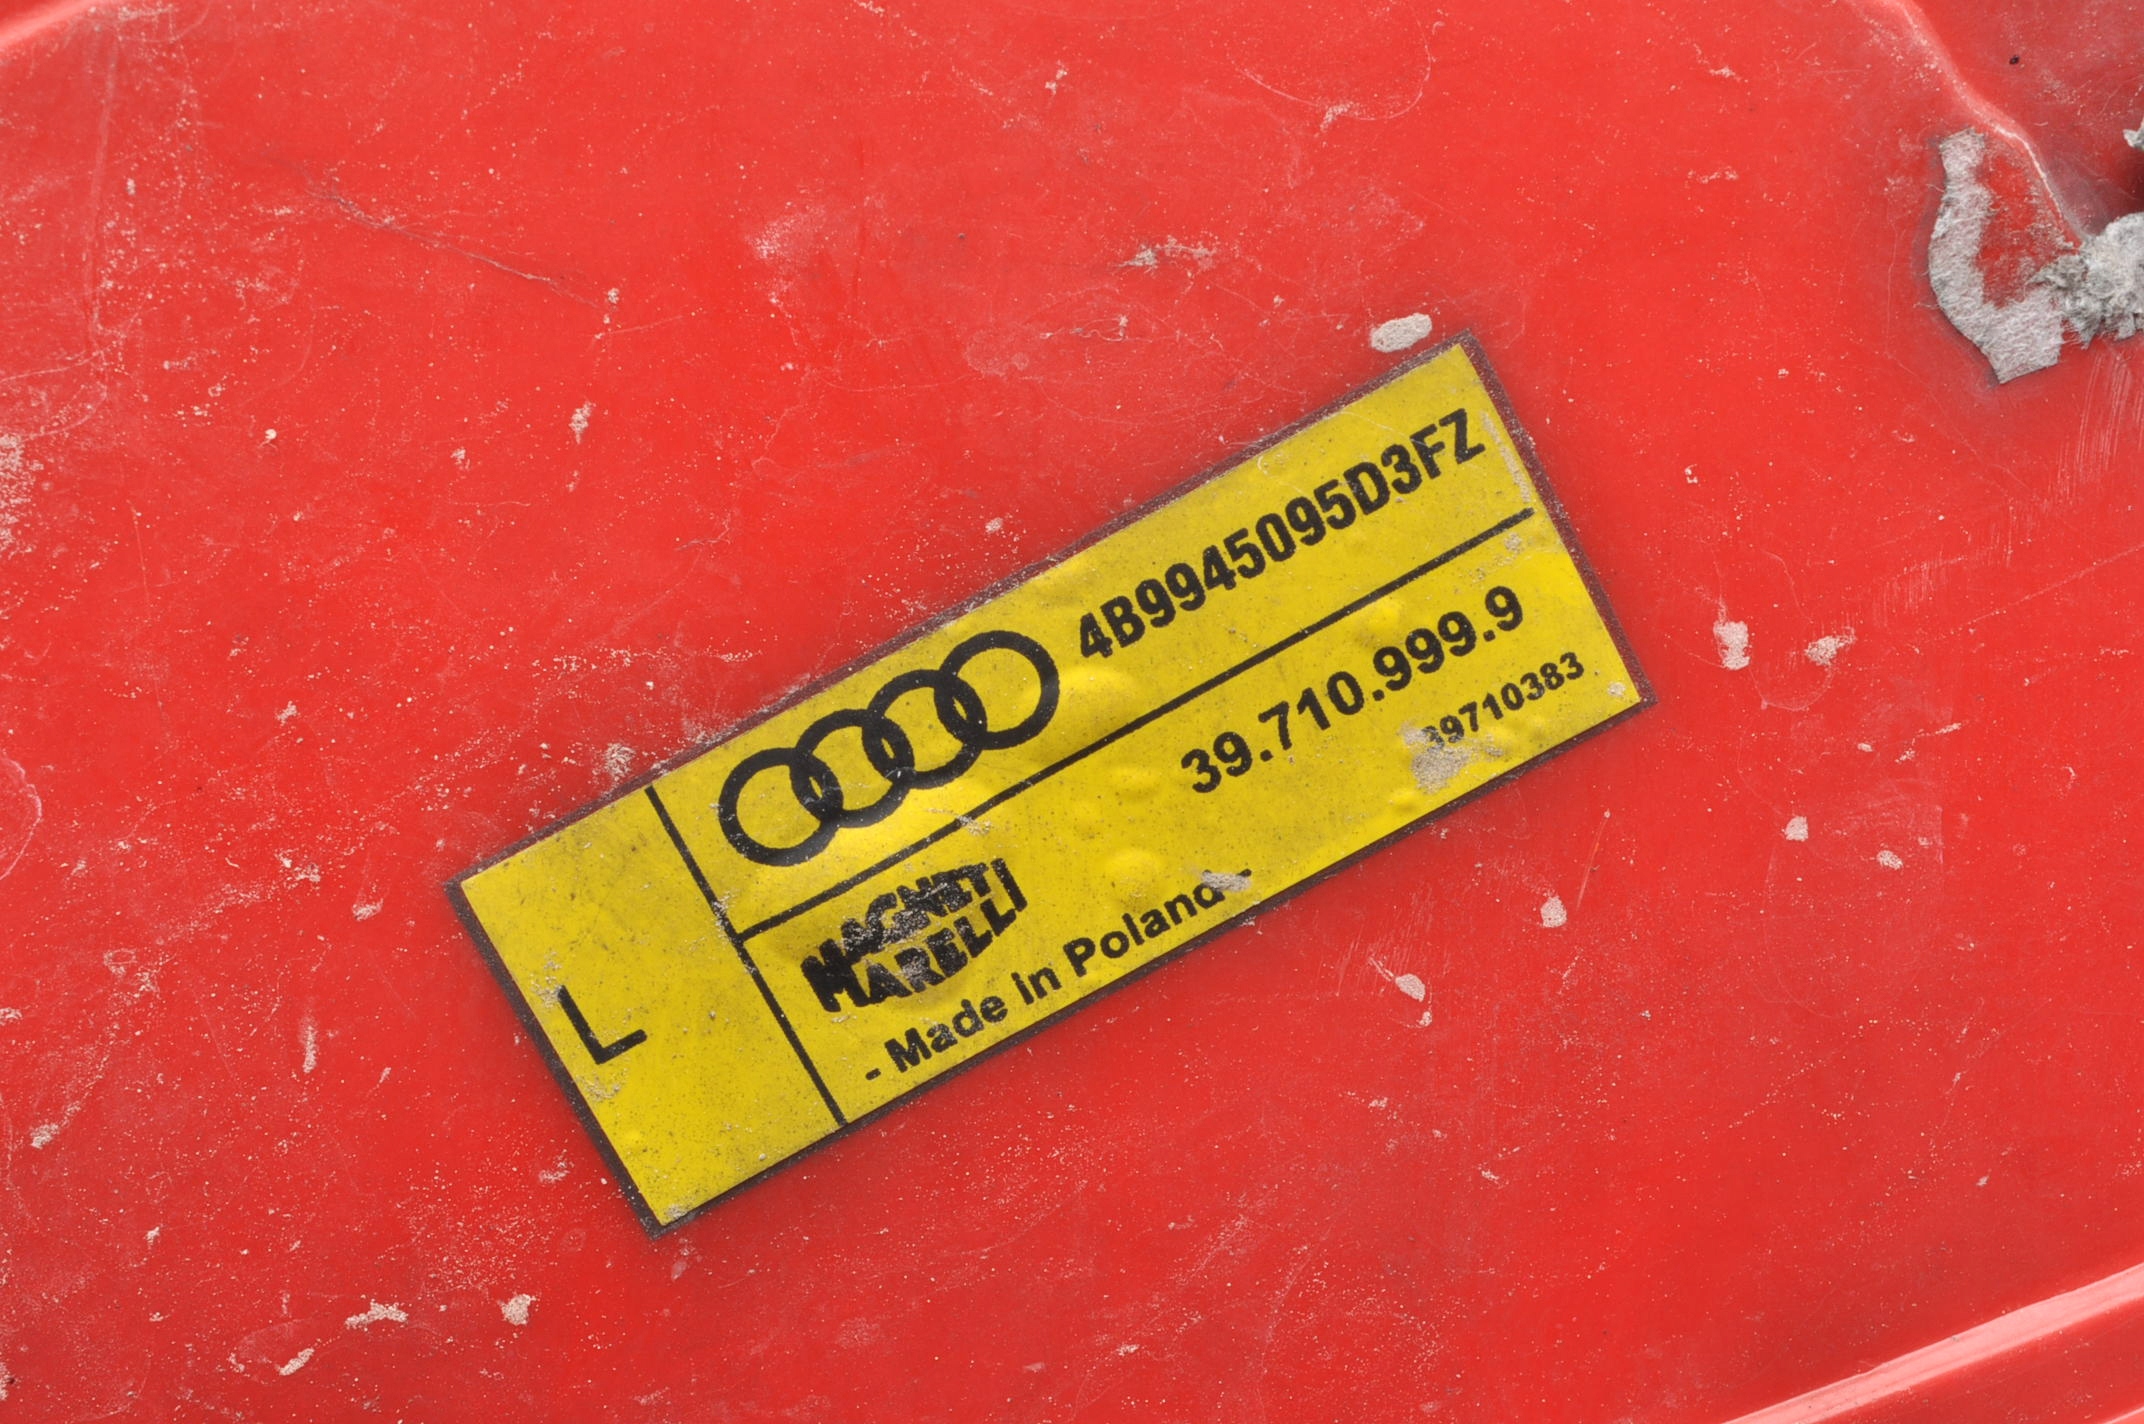 L
4B9945095D3FZ
39.710.999.9
39710383
MAGNETI
MARELLI
- Made in Poland -